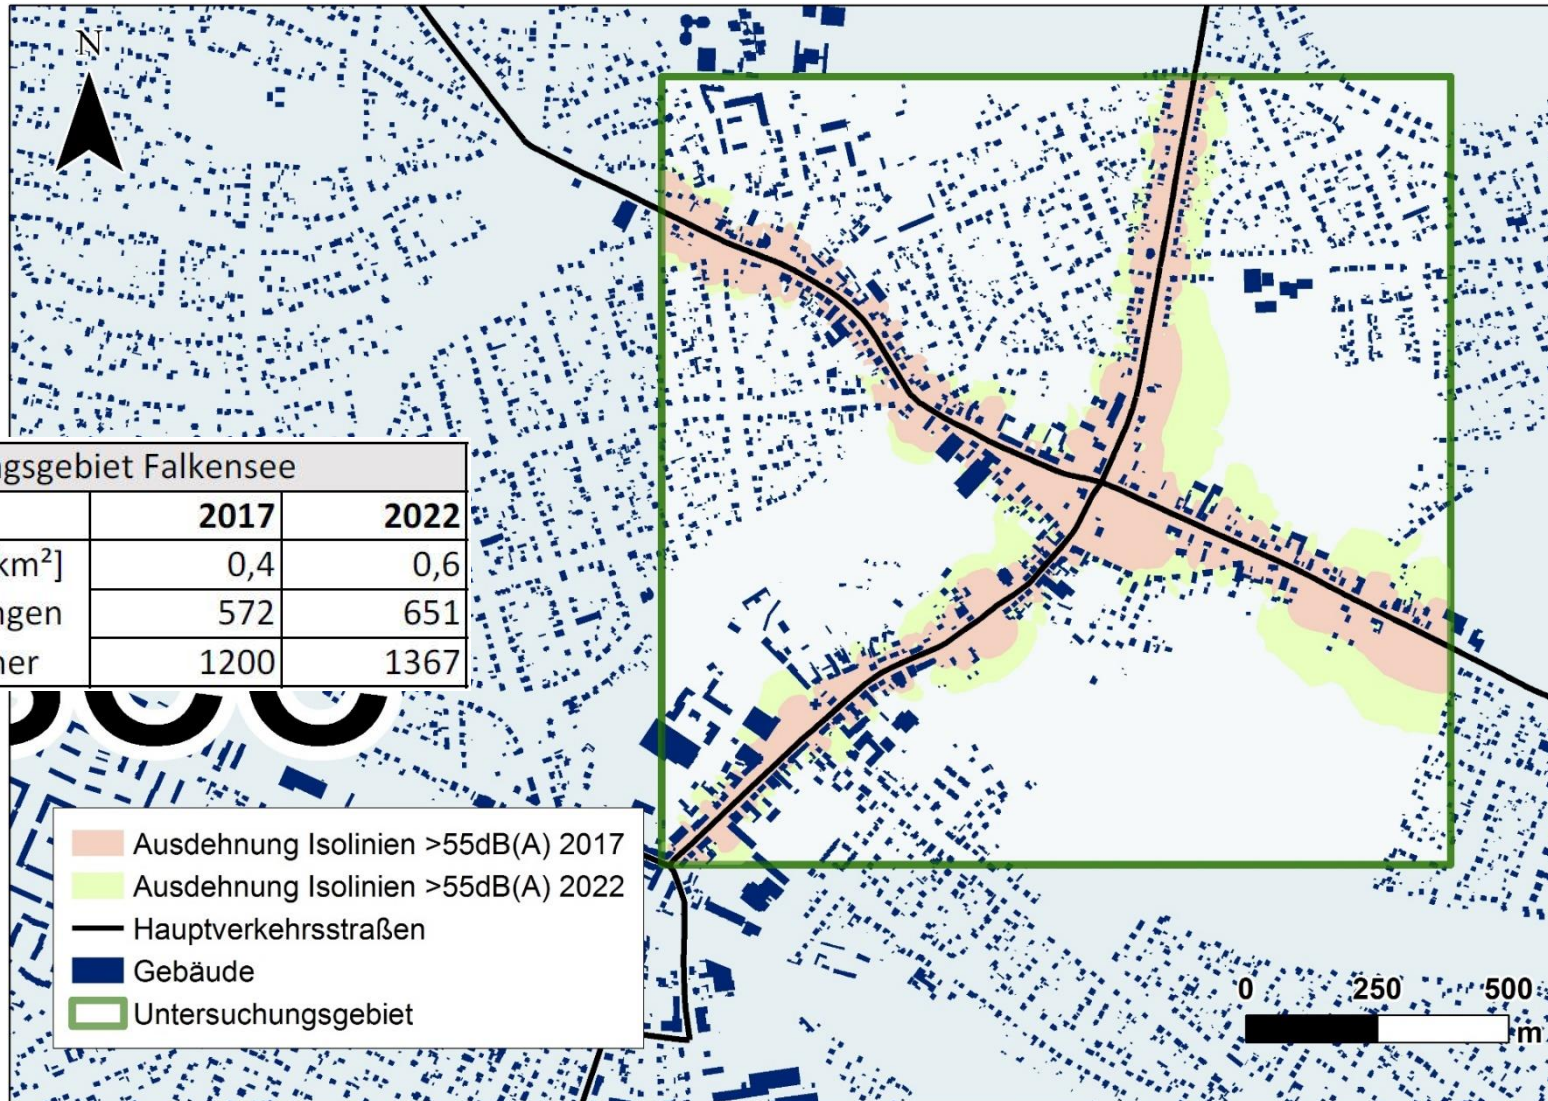 N
ngsgebiet Falkensee
2017 2022
km²] 0,4 0,6
ngen 572 651
ner 1200 1367
Ausdehnung Isolinien >55dB(A) 2017
Ausdehnung Isolinien >55dB(A) 2022
Hauptverkehrsstraßen
Gebäude
Untersuchungsgebiet
0 250 500
m